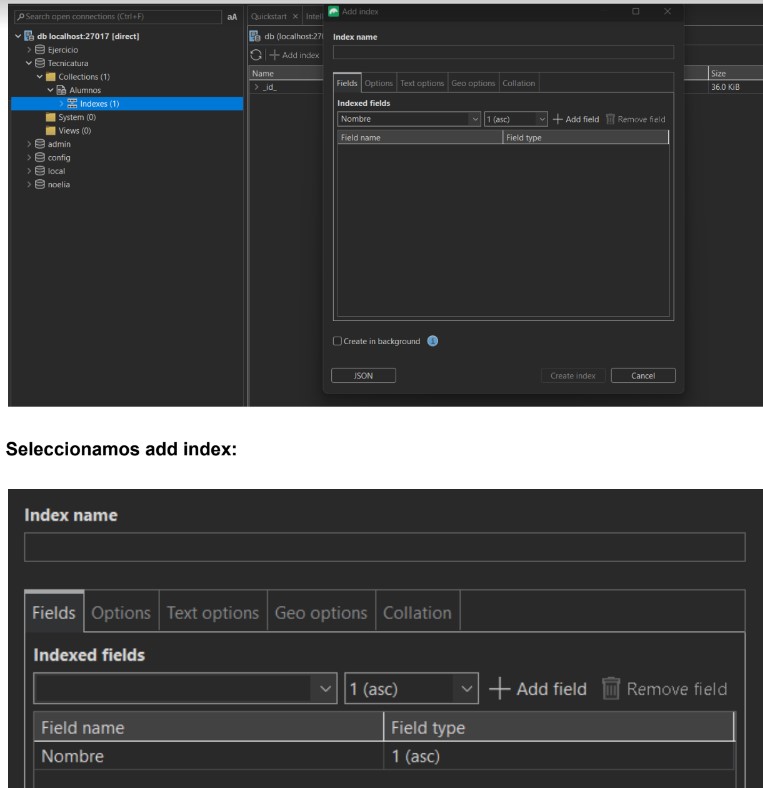 Search open connections (Ctrl+F) aA
db localhost:27017 [direct]
Ejercicio
Tecnicatura
Collections (1)
Alumnos
Indexes (1)
System (0)
Views (0)
admin
config
local
noelia
Quickstart × Intell
db (localhost:270
Add index
Name
_id_
Size
36.0 KiB
Add index
Index name
Fields Options Text options Geo options Collation
Indexed fields
Nombre 1 (asc) Add field Remove field
Field name Field type
Create in background
JSON Create index Cancel
Seleccionamos add index:
Index name
Fields Options Text options Geo options Collation
Indexed fields
1 (asc) Add field Remove field
Field name Field type
Nombre 1 (asc)